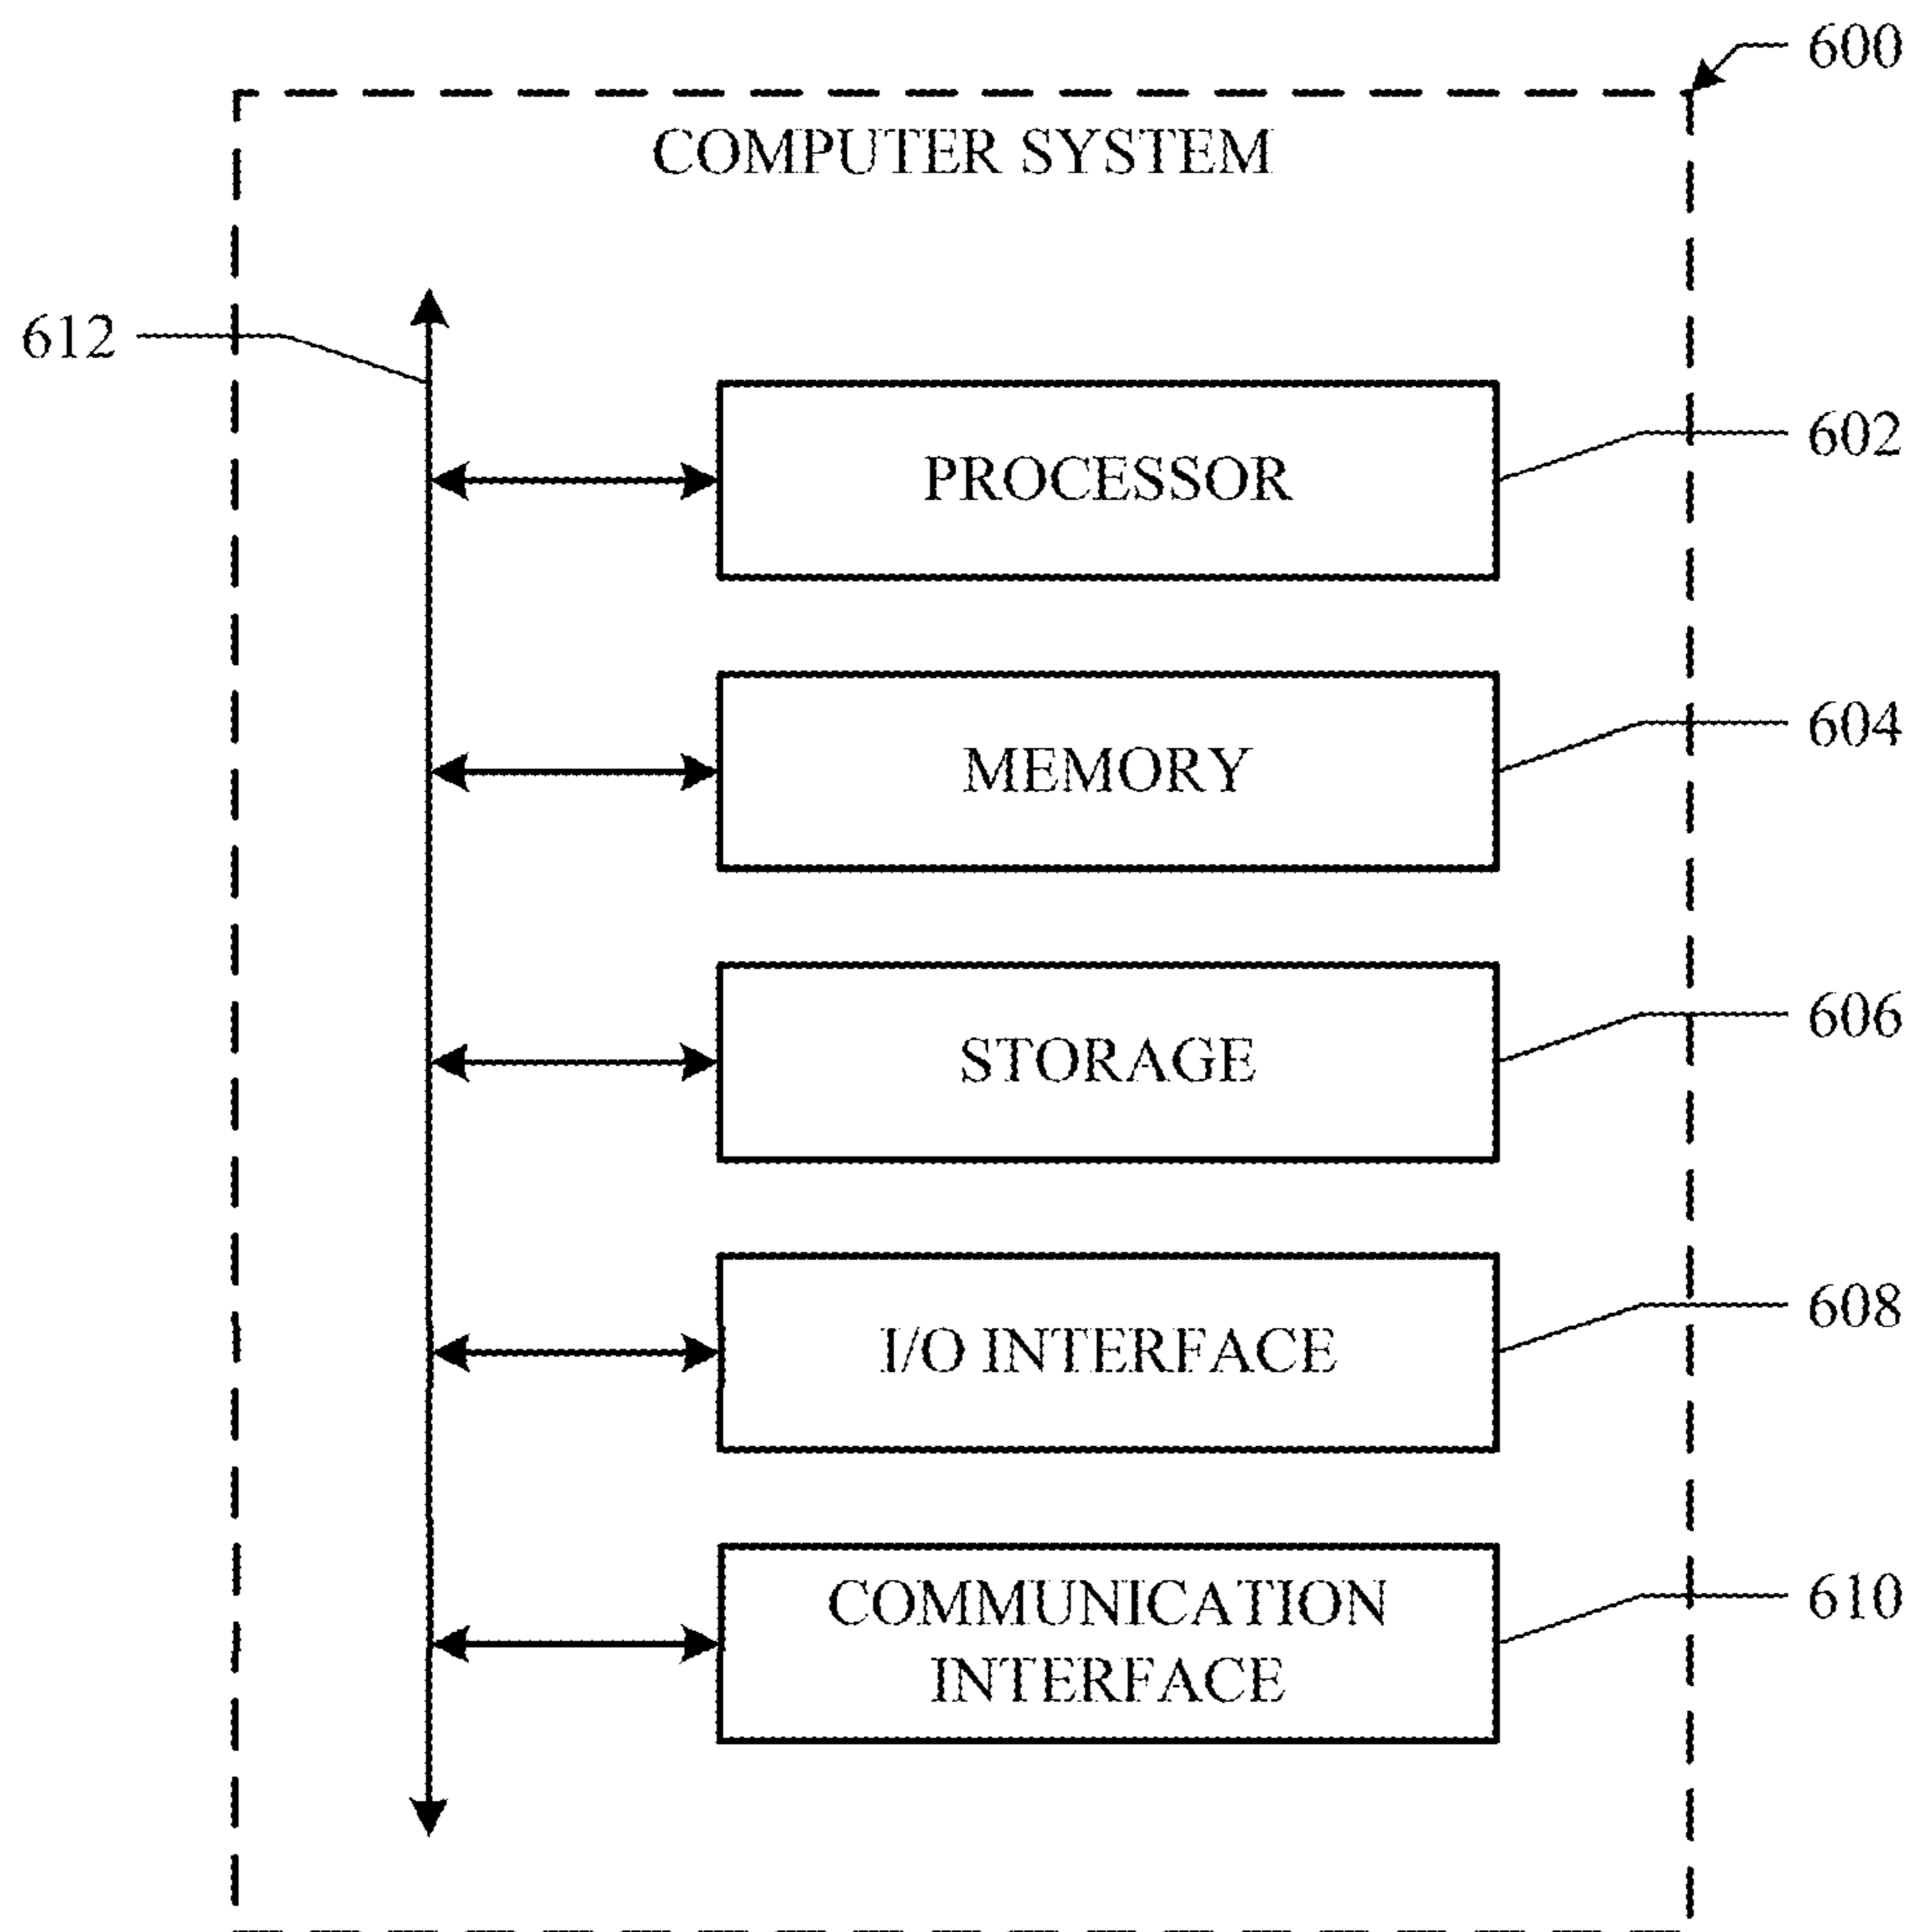 600
COMPUTER SYSTEM
612
PROCESSOR
602
MEMORY
604
STORAGE
606
I/O INTERFACE
608
COMMUNICATION
INTERFACE
610